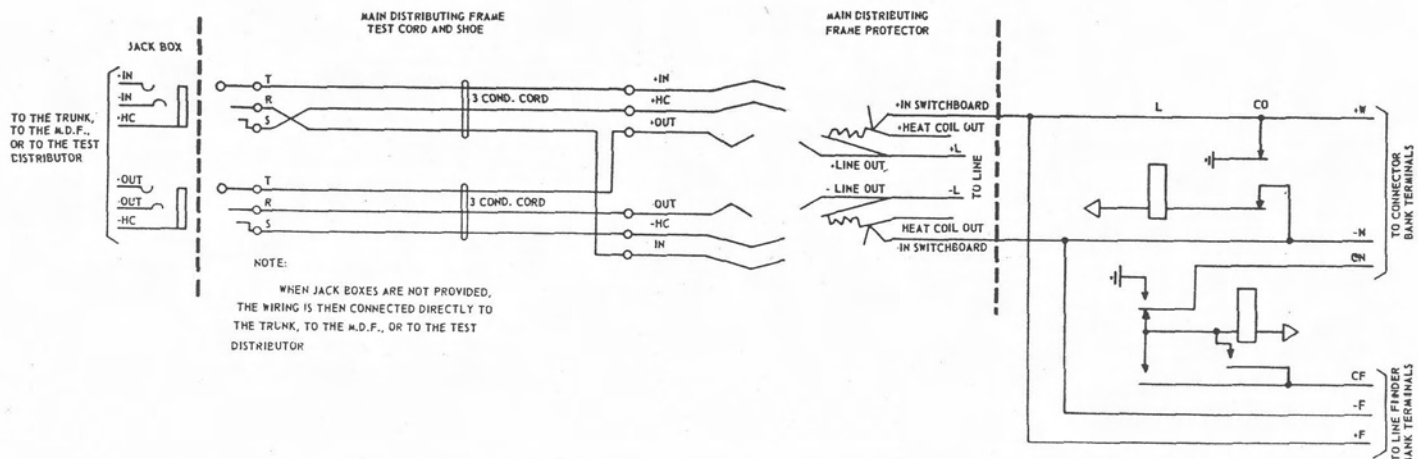 MAIN DISTRIBUTING FRAME
TEST CORD AND SHOE
MAIN DISTRIBUTING
FRAME PROTECTOR
JACK BOX
-IN
-IN
+HC
TO THE TRUNK,
TO THE M.D.F.,
OR TO THE TEST
DISTRIBUTOR
-OUT
-OUT
-HC
T
R
S
3 COND. CORD
+IN
+HC
+OUT
T
R
S
3 COND. CORD
OUT
-HC
IN
NOTE:
WHEN JACK BOXES ARE NOT PROVIDED,
THE WIRING IS THEN CONNECTED DIRECTLY TO
THE TRUNK, TO THE M.D.F., OR TO THE TEST
DISTRIBUTOR
+IN SWITCHBOARD
+HEAT COIL OUT
+L
+LINE OUT
- LINE OUT
-L
HEAT COIL OUT
-IN SWITCHBOARD
TO LINE
L
CO
-N
CN
TO CONNECTOR
BANK TERMINALS
CF
-F
+F
TO LINE FINDER
BANK TERMINALS